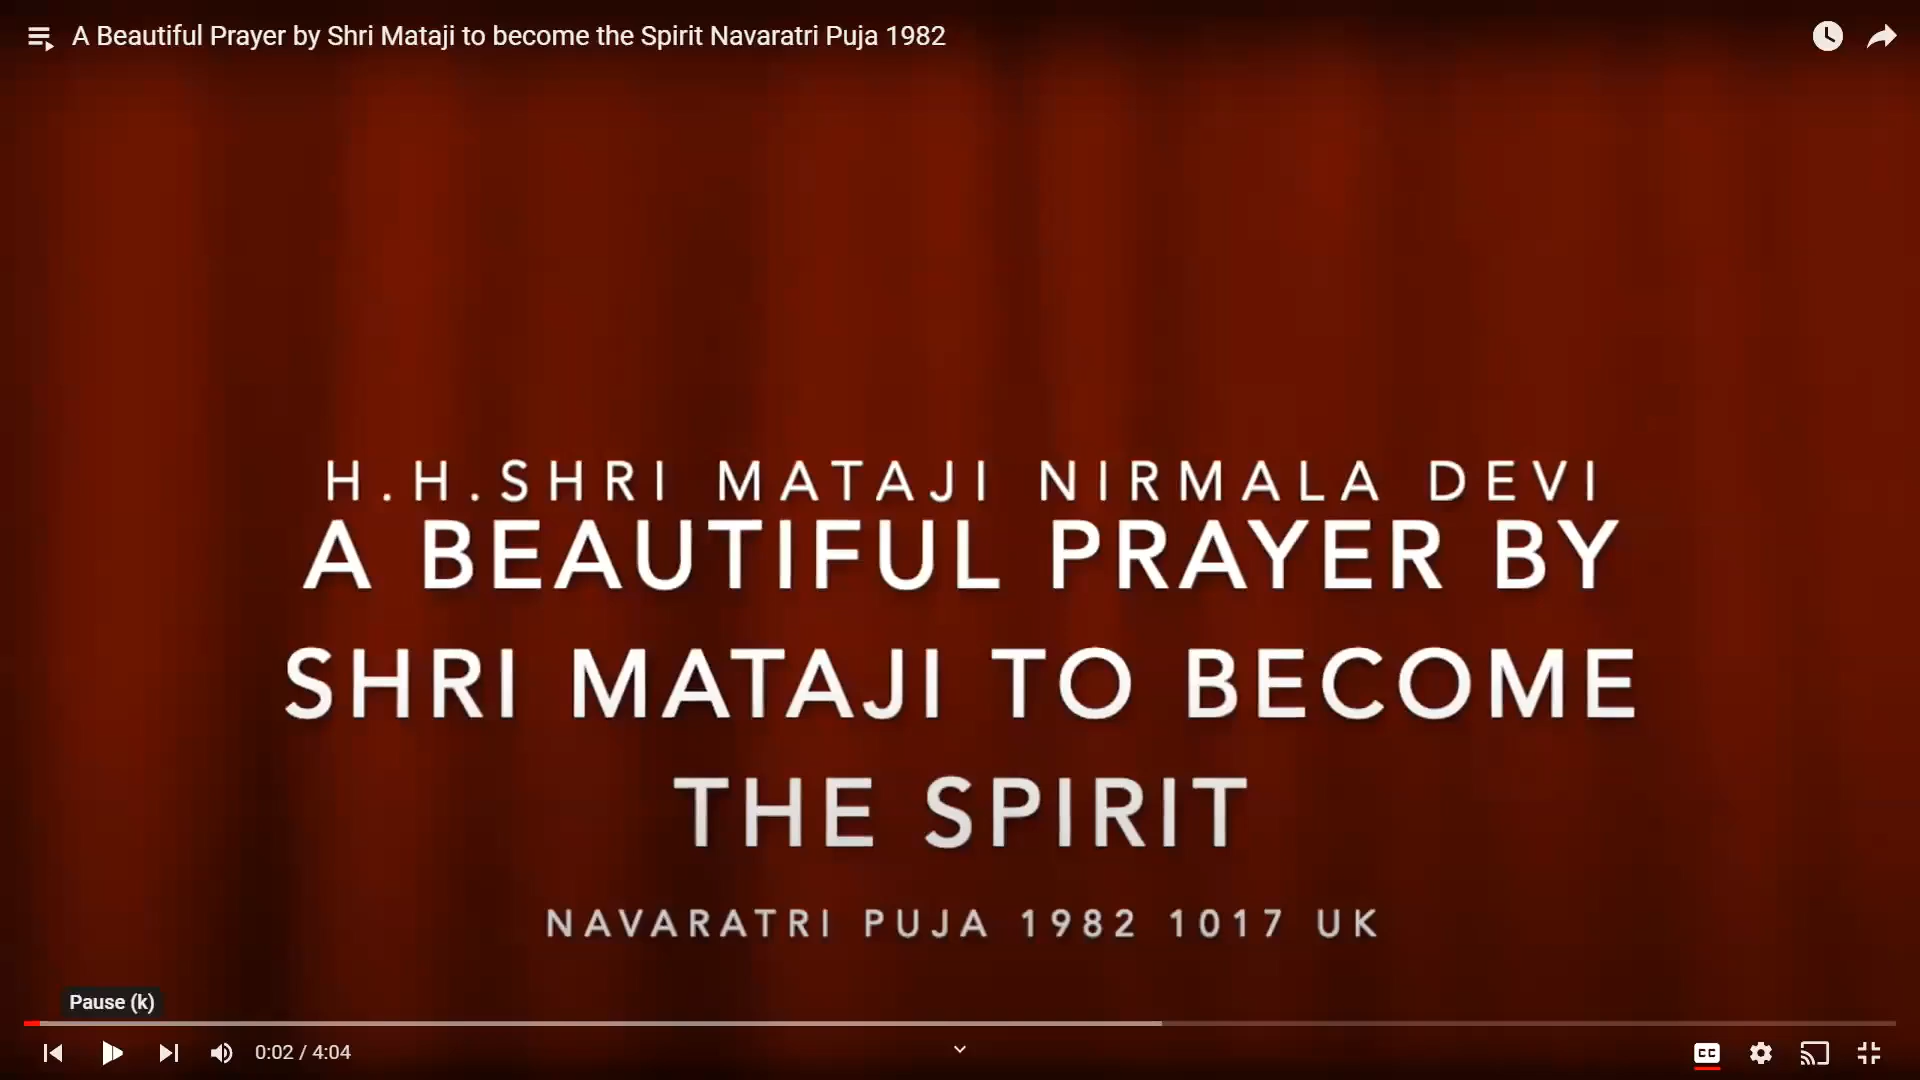 A Beautiful Prayer by Shri Mataji to become the Spirit Navaratri Puja 1982
H.H.SHRI MATAJI NIRMALA DEVI
A BEAUTIFUL PRAYER BY
SHRI MATAJI TO BECOME
THE SPIRIT
NAVARATRI PUJA 1982 1017 UK
Pause (k)
0:02 / 4:04
CC